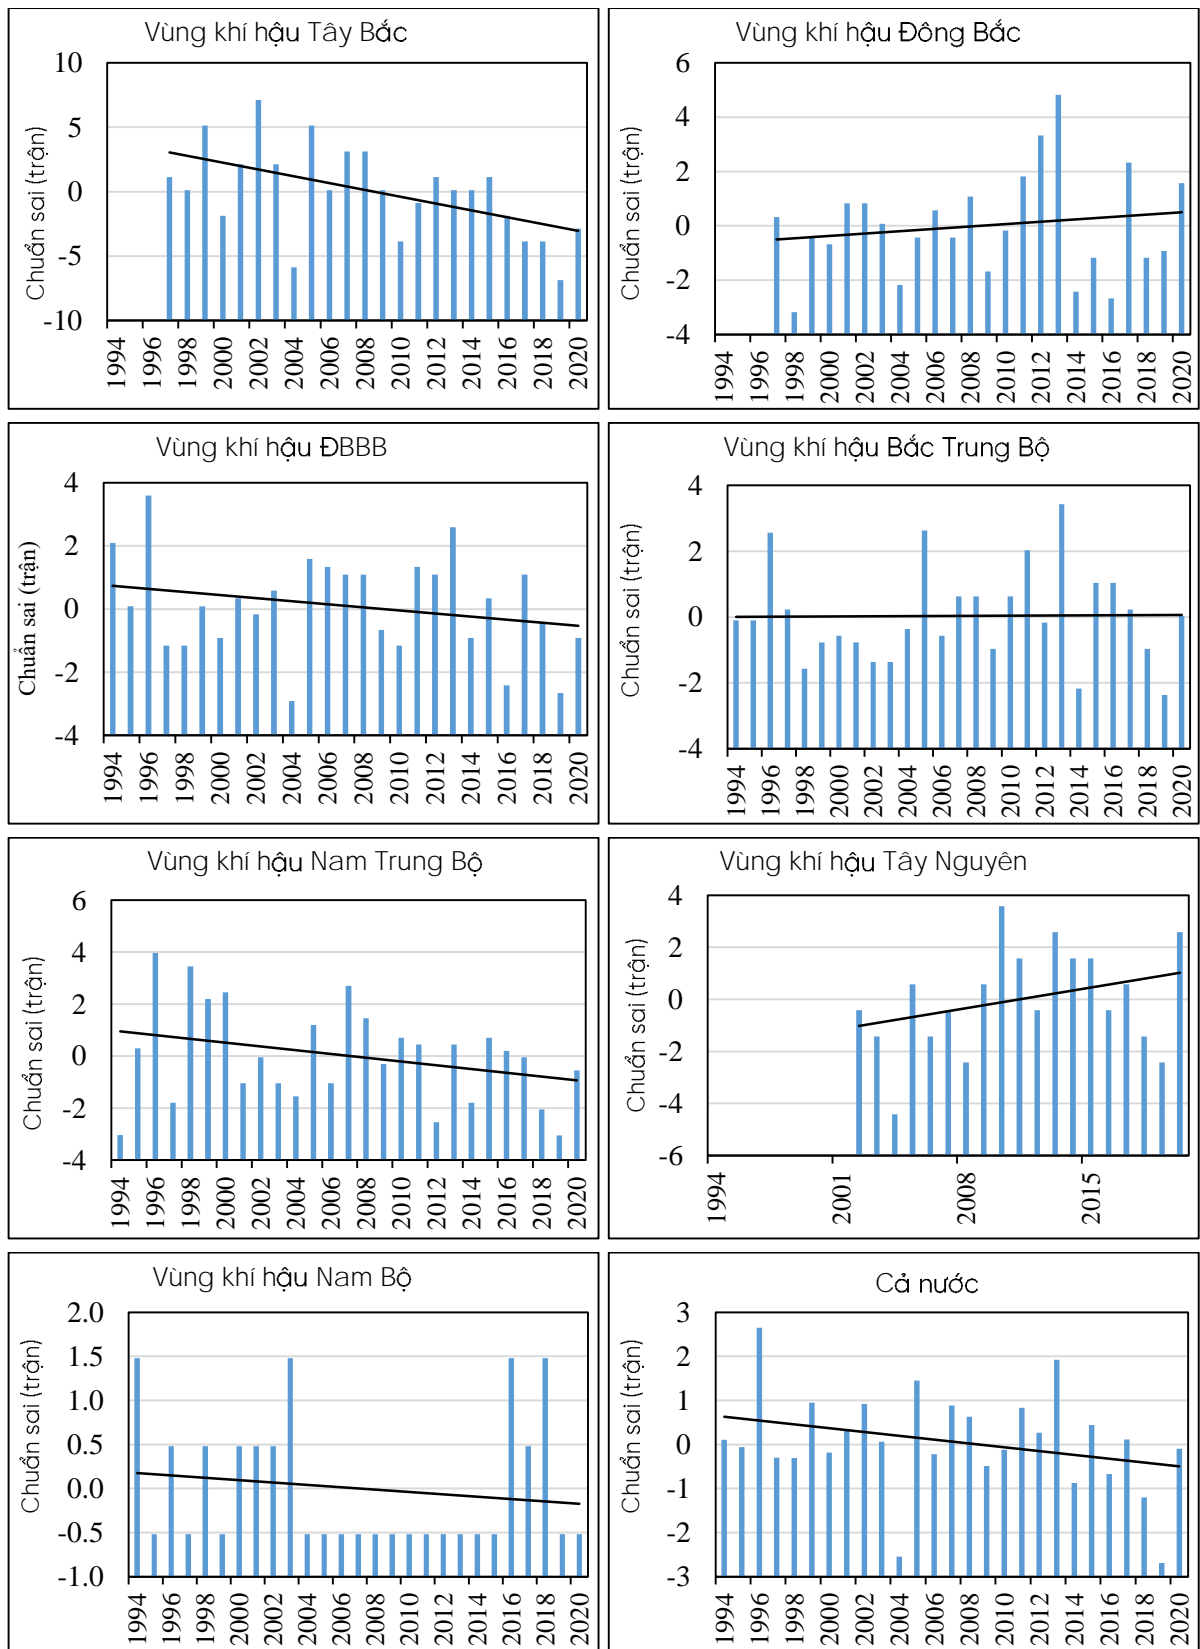 Vùng khí hậu Tây Bắc
Chuẩn sai (trận)
10
5
0
-5
-10
1994 1996 1998 2000 2002 2004 2006 2008 2010 2012 2014 2016 2018 2020
Vùng khí hậu Đông Bắc
Chuẩn sai (trận)
6
4
2
0
-2
-4
1994 1996 1998 2000 2002 2004 2006 2008 2010 2012 2014 2016 2018 2020
Vùng khí hậu ĐBBB
Chuẩn sai (trận)
4
2
0
-2
-4
1994 1996 1998 2000 2002 2004 2006 2008 2010 2012 2014 2016 2018 2020
Vùng khí hậu Bắc Trung Bộ
Chuẩn sai (trận)
4
2
0
-2
-4
1994 1996 1998 2000 2002 2004 2006 2008 2010 2012 2014 2016 2018 2020
Vùng khí hậu Nam Trung Bộ
Chuẩn sai (trận)
6
4
2
0
-2
-4
1994 1996 1998 2000 2002 2004 2006 2008 2010 2012 2014 2016 2018 2020
Vùng khí hậu Tây Nguyên
Chuẩn sai (trận)
4
2
0
-2
-4
-6
1994 2001 2008 2015
Vùng khí hậu Nam Bộ
Chuẩn sai (trận)
2.0
1.5
1.0
0.5
0.0
-0.5
-1.0
1994 1996 1998 2000 2002 2004 2006 2008 2010 2012 2014 2016 2018 2020
Cả nước
Chuẩn sai (trận)
3
2
1
0
-1
-2
-3
1994 1996 1998 2000 2002 2004 2006 2008 2010 2012 2014 2016 2018 2020